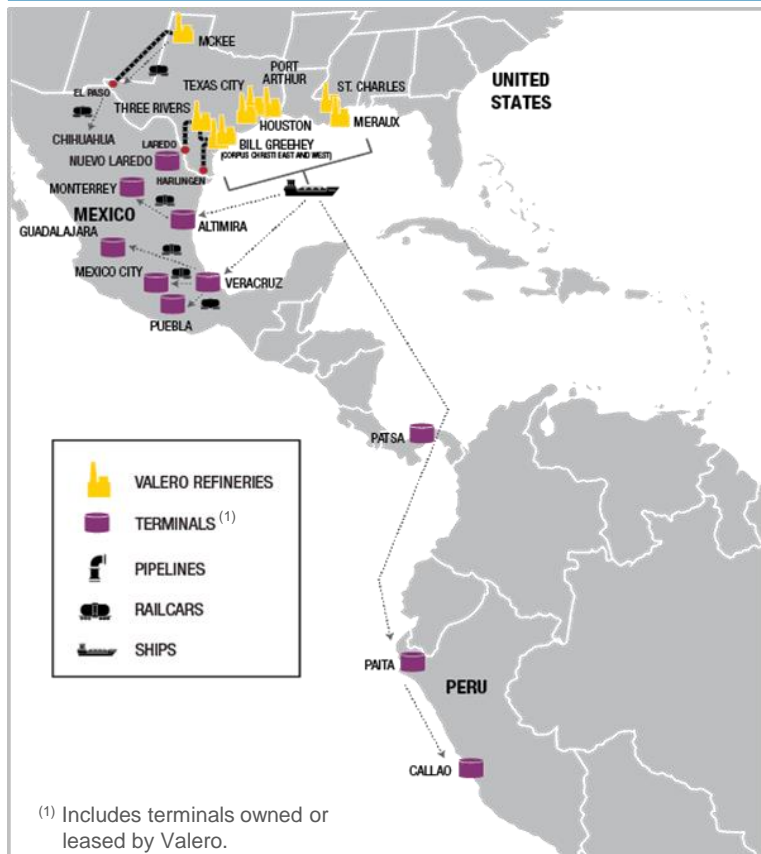 MCKEE
PORT
ARTHUR
TEXAS CITY
ST. CHARLES
UNITED
STATES
EL PASO
THREE RIVERS
HOUSTON
MERAUX
CHIHUAHUA
LAREDO
BILL GREEHEY
(CORPUS CHRISTI EAST AND WEST)
NUEVO LAREDO
HARLINGEN
MONTERREY
MEXICO
ALTIMIRA
GUADALAJARA
MEXICO CITY
VERACRUZ
PUEBLA
PATSA
VALERO REFINERIES
TERMINALS (1)
PIPELINES
RAILCARS
SHIPS
PAITA
PERU
CALLAO
(1) Includes terminals owned or
leased by Valero.